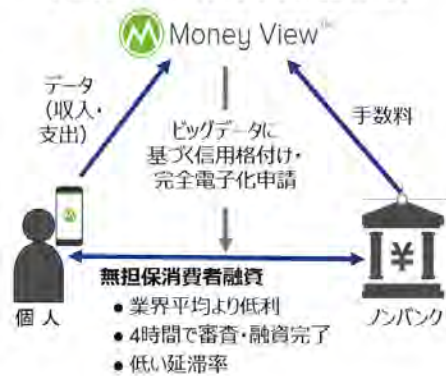 Money View™
データ
（収入・
支出）
ビッグデータに
基づく信用格付け・
完全電子化申請
手数料
無担保消費者融資
● 業界平均より低利
● 4時間で審査・融資完了
● 低い延滞率
個 人
ノンバンク
¥